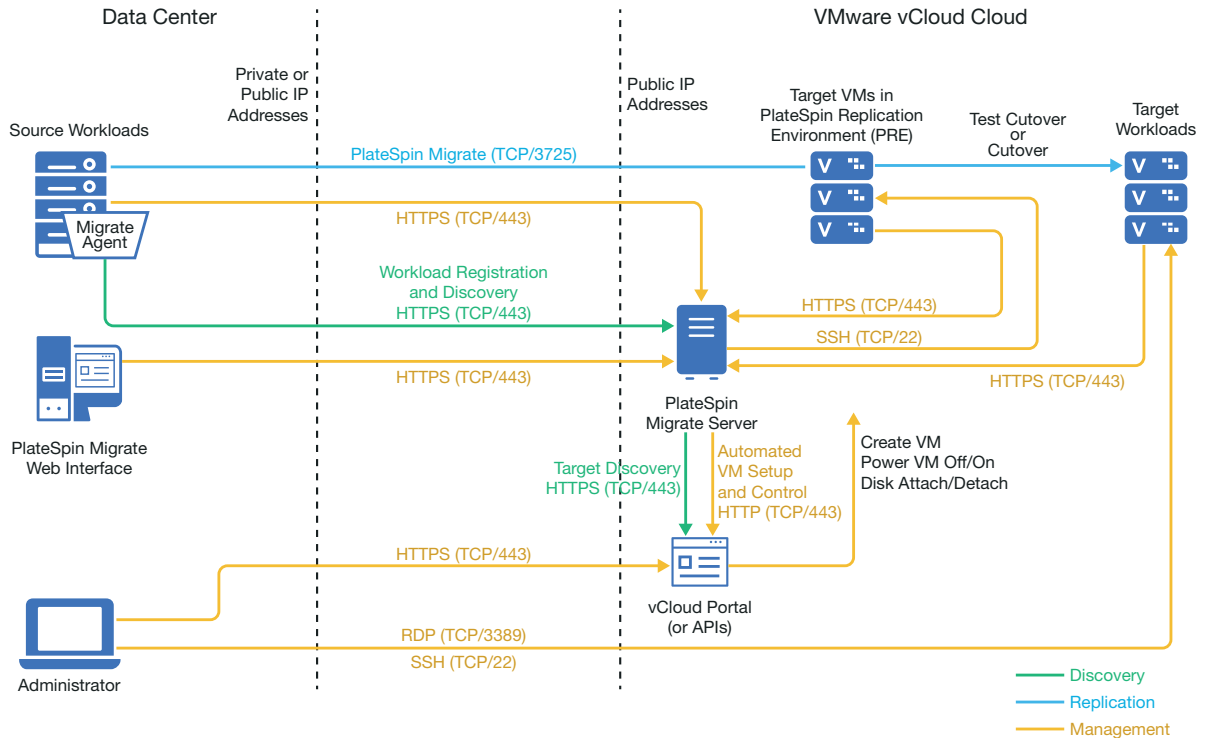 Data Center
VMware vCloud Cloud
Private or
Public IP
Addresses
Public IP
Addresses
Source Workloads
Target VMs in
PlateSpin Replication
Environment (PRE)
Test Cutover
or
Cutover
Target
Workloads
PlateSpin Migrate (TCP/3725)
V
V
V
V
V
V
Migrate
Agent
HTTPS (TCP/443)
Workload Registration
and Discovery
HTTPS (TCP/443)
HTTPS (TCP/443)
SSH (TCP/22)
HTTPS (TCP/443)
HTTPS (TCP/443)
PlateSpin Migrate
Web Interface
PlateSpin
Migrate Server
Target Discovery
HTTPS (TCP/443)
Automated
VM Setup
and Control
HTTP (TCP/443)
Create VM
Power VM Off/On
Disk Attach/Detach
HTTPS (TCP/443)
vCloud Portal
(or APIs)
RDP (TCP/3389)
SSH (TCP/22)
Administrator
Discovery
Replication
Management